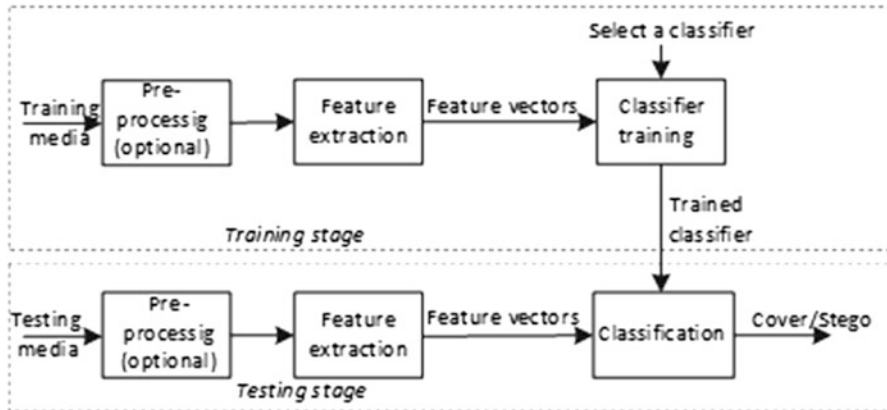 Select a classifier
Training
media
Pre-
processig
(optional)
Feature
extraction
Feature vectors
Classifier
training
Trained
classifier
Training stage
Testing
media
Pre-
processig
(optional)
Feature
extraction
Feature vectors
Classification
Cover/Stego
Testing stage